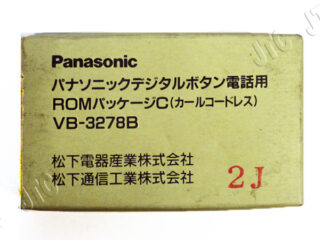 Panasonic
パナソニックデジタルボタン電話用
ROMパッケージC(カールコードレス)
VB-3278B
松下電器産業株式会社
松下通信工業株式会社
2J